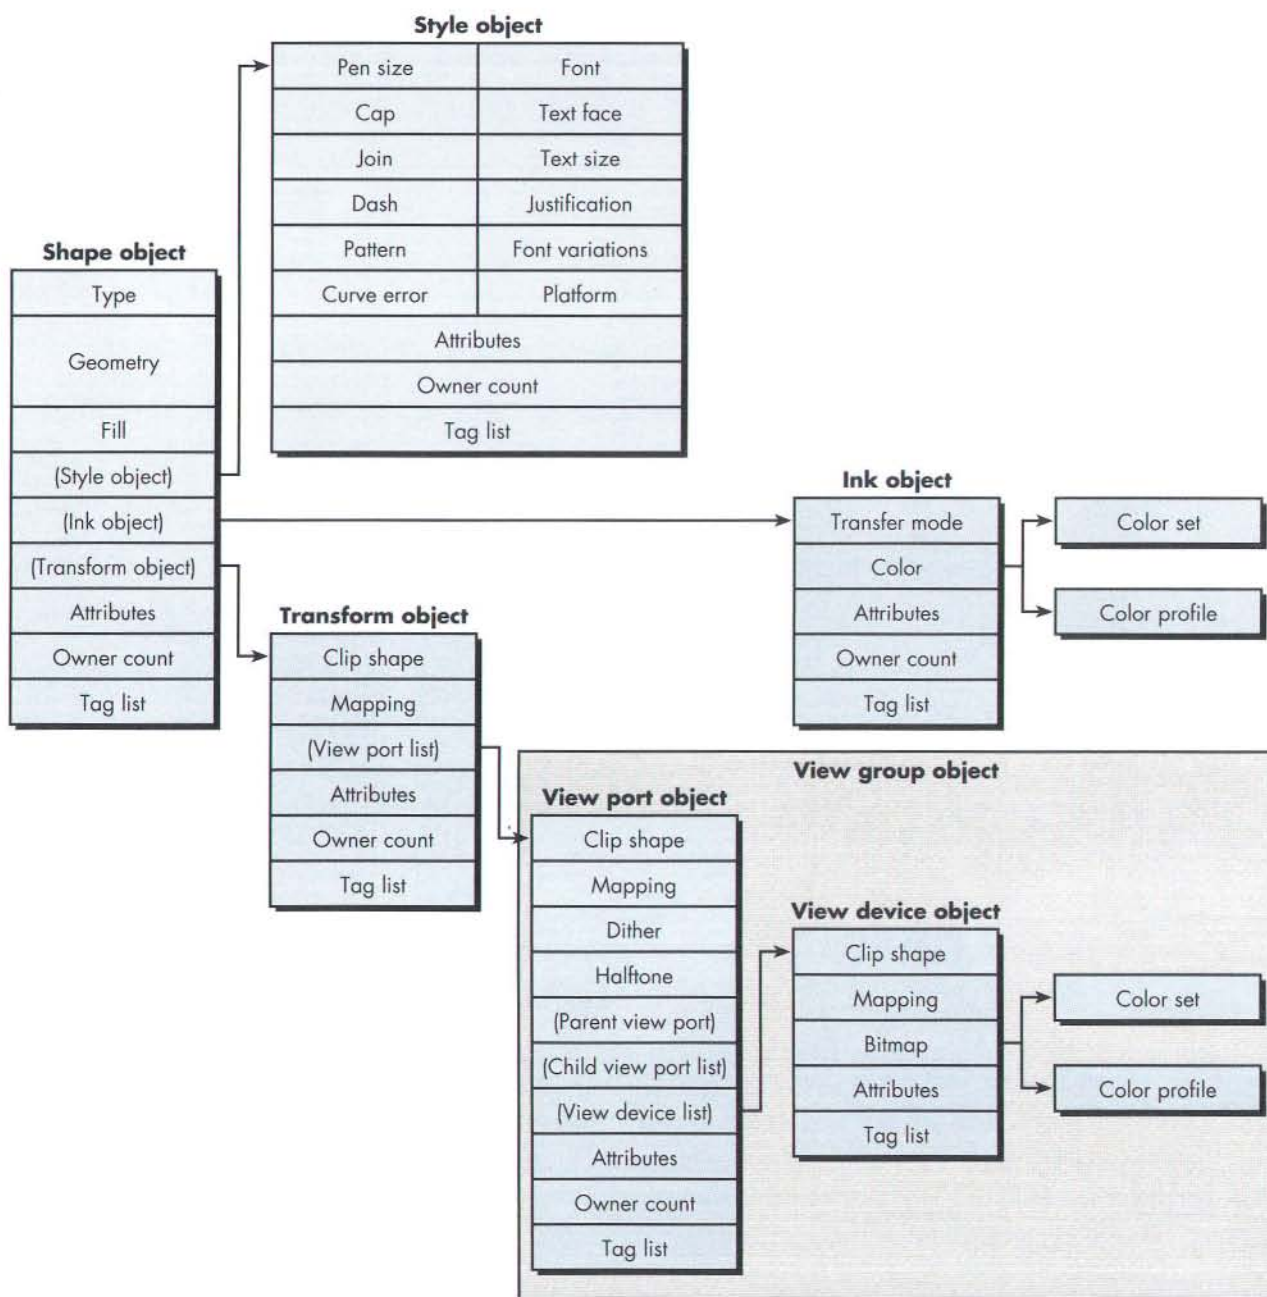 Style object
Pen size
Font
Cap
Text face
Join
Text size
Dash
Justification
Pattern
Font variations
Curve error
Platform
Attributes
Owner count
Tag list
Shape object
Type
Geometry
Fill
(Style object)
(Ink object)
(Transform object)
Attributes
Owner count
Tag list
Ink object
Transfer mode
Color
Attributes
Owner count
Tag list
Color set
Color profile
Transform object
Clip shape
Mapping
(View port list)
Attributes
Owner count
Tag list
View group object
View port object
Clip shape
Mapping
Dither
Halftone
(Parent view port)
(Child view port list)
(View device list)
Attributes
Owner count
Tag list
View device object
Clip shape
Mapping
Bitmap
Attributes
Tag list
Color set
Color profile